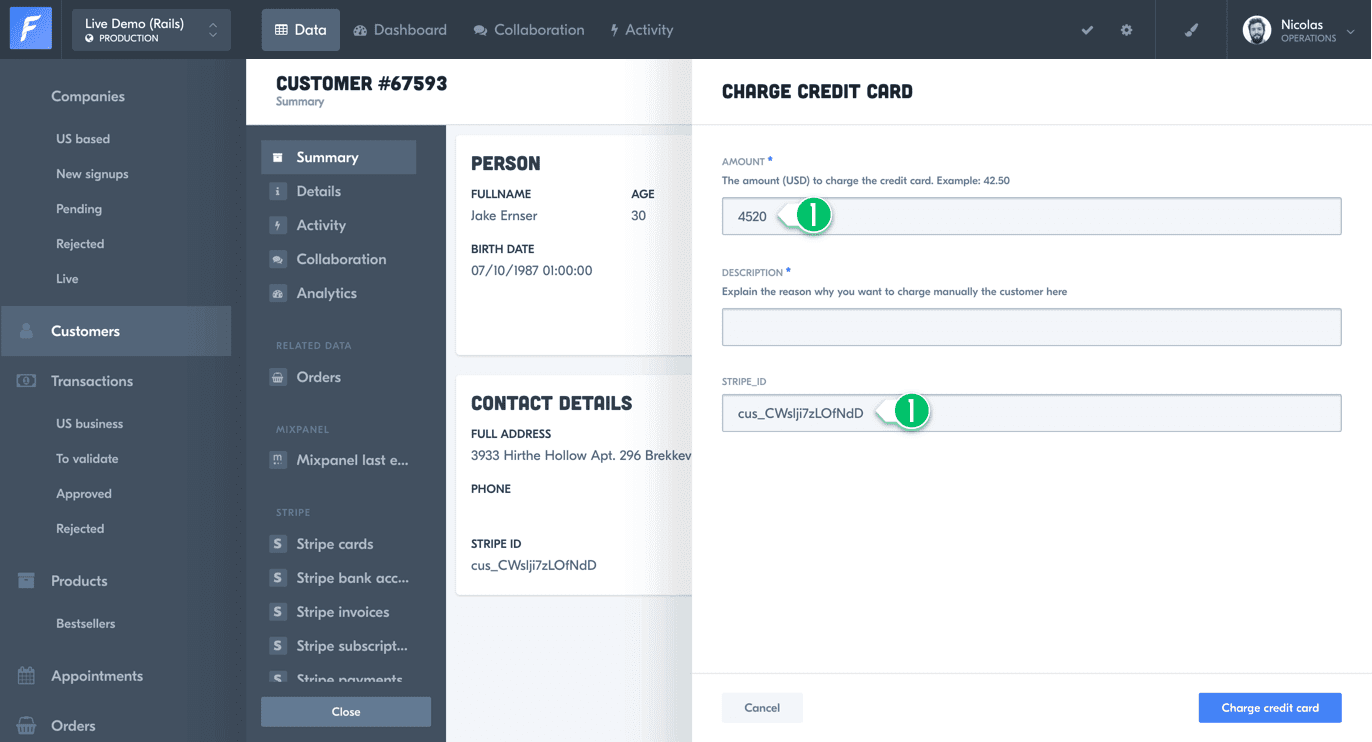 Live Demo (Rails)
PRODUCTION
Data
Dashboard
Collaboration
Activity
Nicolas
OPERATIONS
Companies
US based
New signups
Pending
Rejected
Live
Customers
Transactions
US business
To validate
Approved
Rejected
Products
Bestsellers
Appointments
Orders
CUSTOMER #67593
Summary
Summary
Details
Activity
Collaboration
Analytics
RELATED DATA
Orders
MIXPANEL
Mixpanel last e...
STRIPE
Stripe cards
Stripe bank acc...
Stripe invoices
Stripe subscript...
Stripe payments
Close
PERSON
FULLNAME
AGE
Jake Ernser
30
BIRTH DATE
07/10/1987 01:00:00
CONTACT DETAILS
FULL ADDRESS
3933 Hirthe Hollow Apt. 296 Brekkev
PHONE
STRIPE ID
cus_CWslji7zLOfNdD
CHARGE CREDIT CARD
AMOUNT *
The amount (USD) to charge the credit card. Example: 42.50
4520
1
DESCRIPTION *
Explain the reason why you want to charge manually the customer here
STRIPE_ID
cus_CWslji7zLOfNdD
1
Cancel
Charge credit card